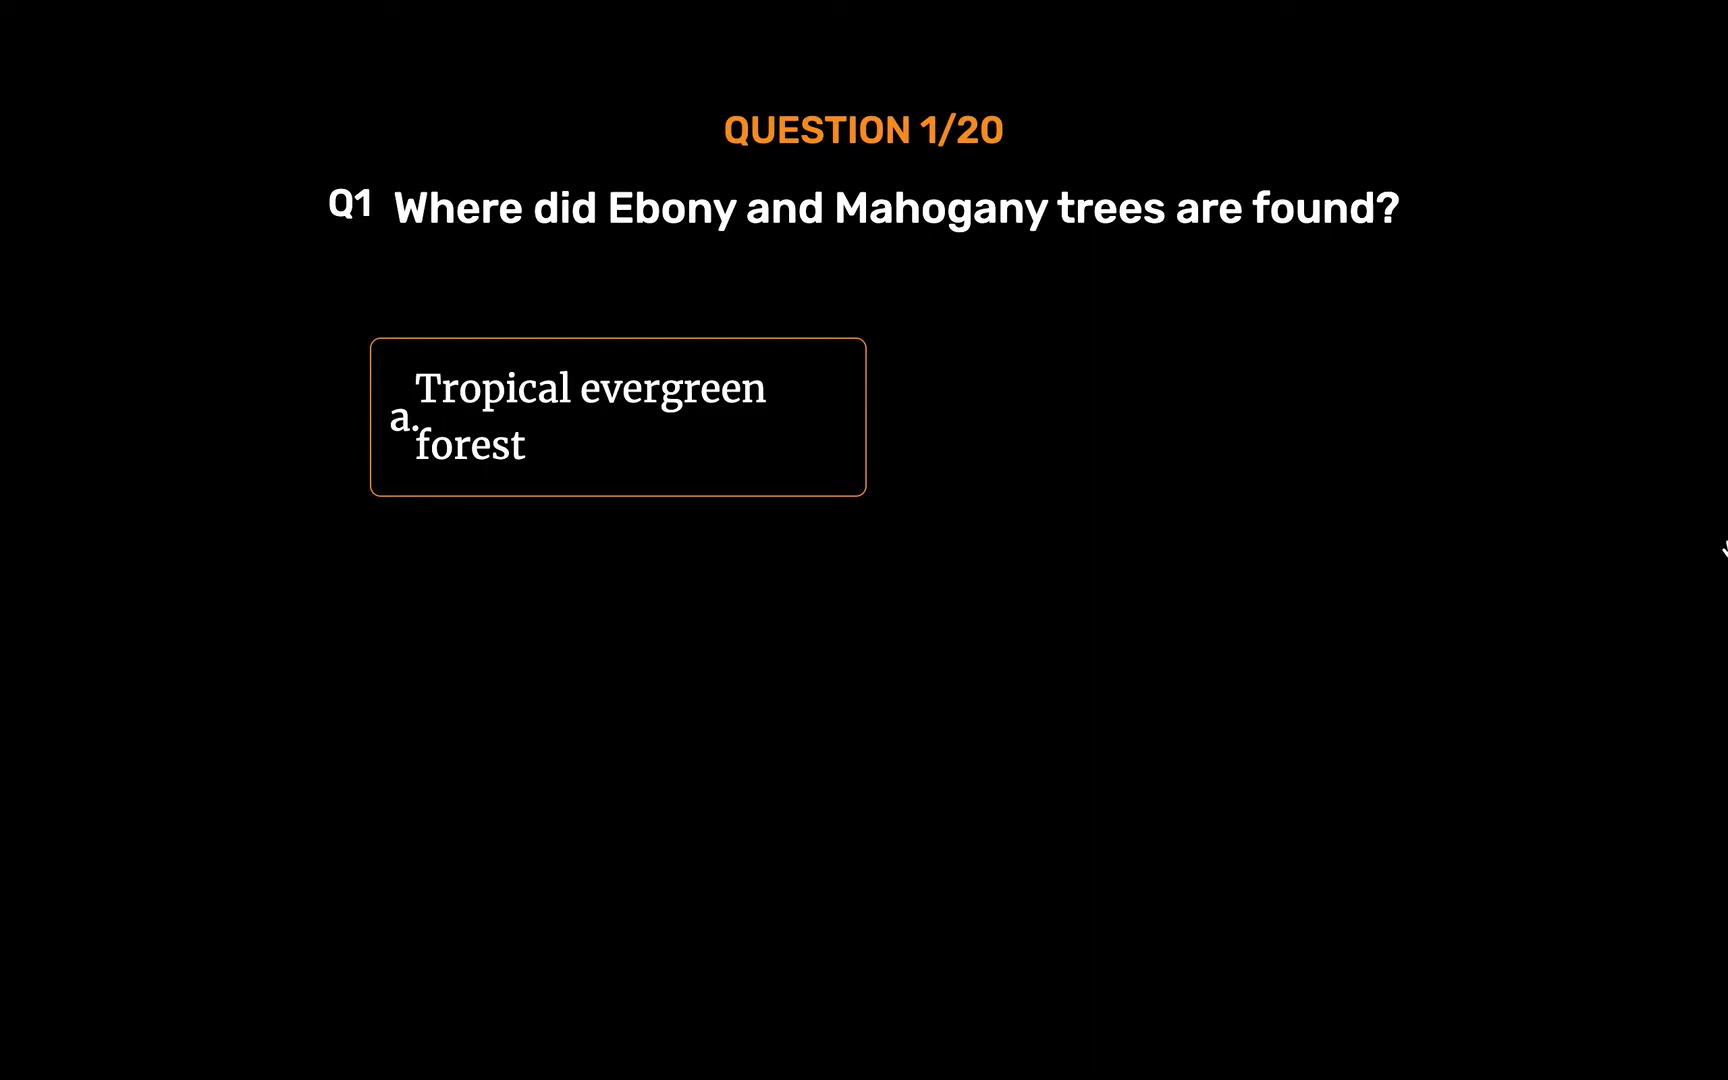 QUESTION 1/20
Q1 Where did Ebony and Mahogany trees are found?
a. Tropical evergreen
forest